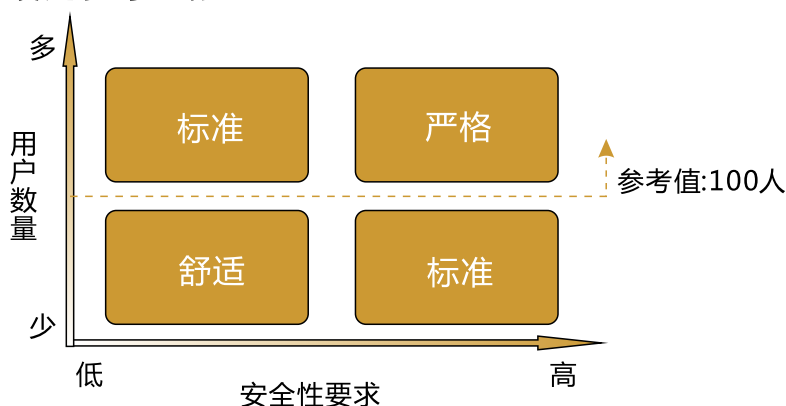 多
标准
严格
用户数量
参考值:100人
舒适
标准
少
低
高
安全性要求